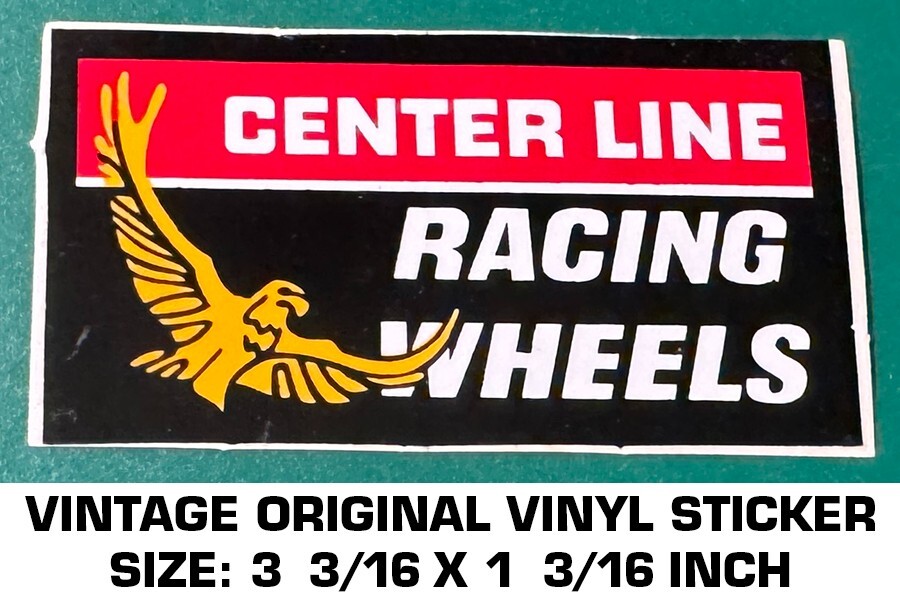 CENTER LINE
RACING
WHEELS
VINTAGE ORIGINAL VINYL STICKER
SIZE: 3  3/16 X 1  3/16 INCH